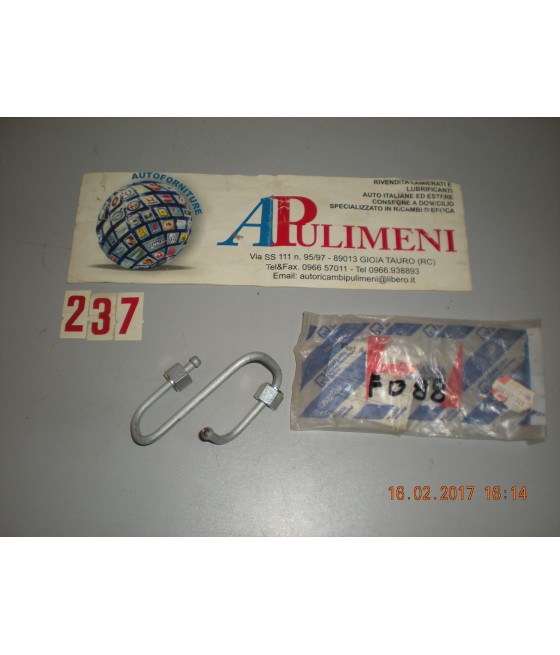 AUTOFORNITURE
RIVENDITA LAMIERATI E
LUBRIFICANTI
AUTO ITALIANE ED ESTERE
CONSEGNE A DOMICILIO
SPECIALIZZATO IN RICAMBI D'EPOCA
APULIMENI
Via SS 111 n. 95/97 - 89013 GIOIA TAURO (RC)
Tel&Fax. 0966 57011 - Tel 0966.938893
Email: autoricambipulimeni@libero.it
237
FD88
16.02.2017 18:14